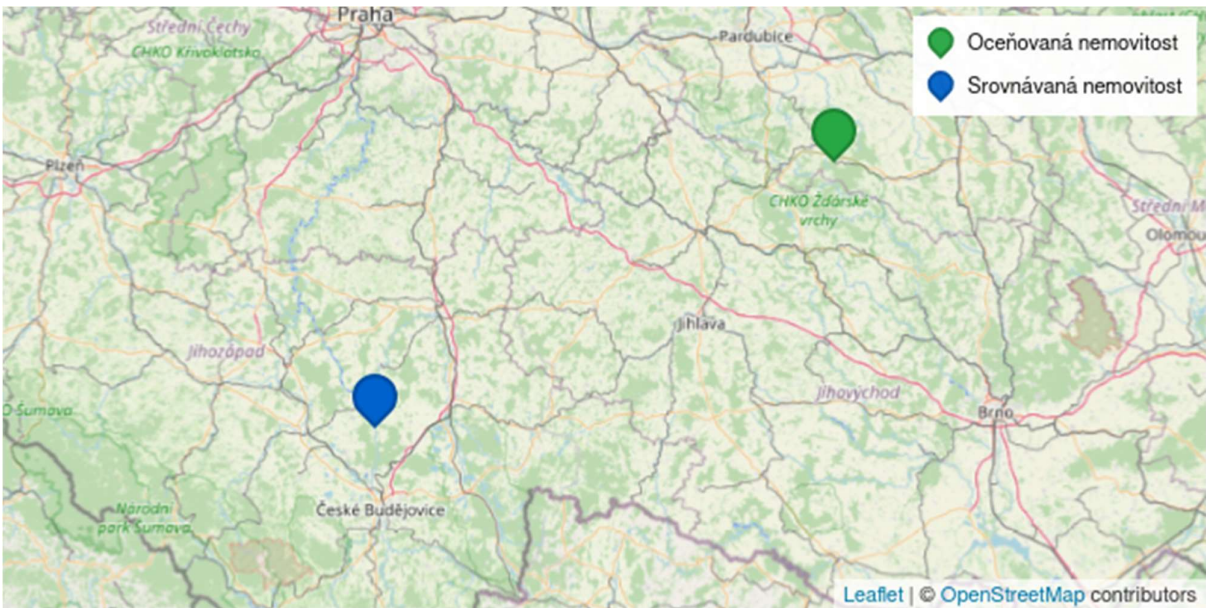 Praha
Střední Čechy
CHKO Křivoklátsko
Pardubice
Oceňovaná nemovitost
Srovnávaná nemovitost
Plzeň
CHKO Žďárské
vrchy
Olomou
Jihlava
Jihozápad
Jihovýchod
Brno
O Šumava
České Budějovice
Národní
park Šumava
Leaflet | © OpenStreetMap contributors